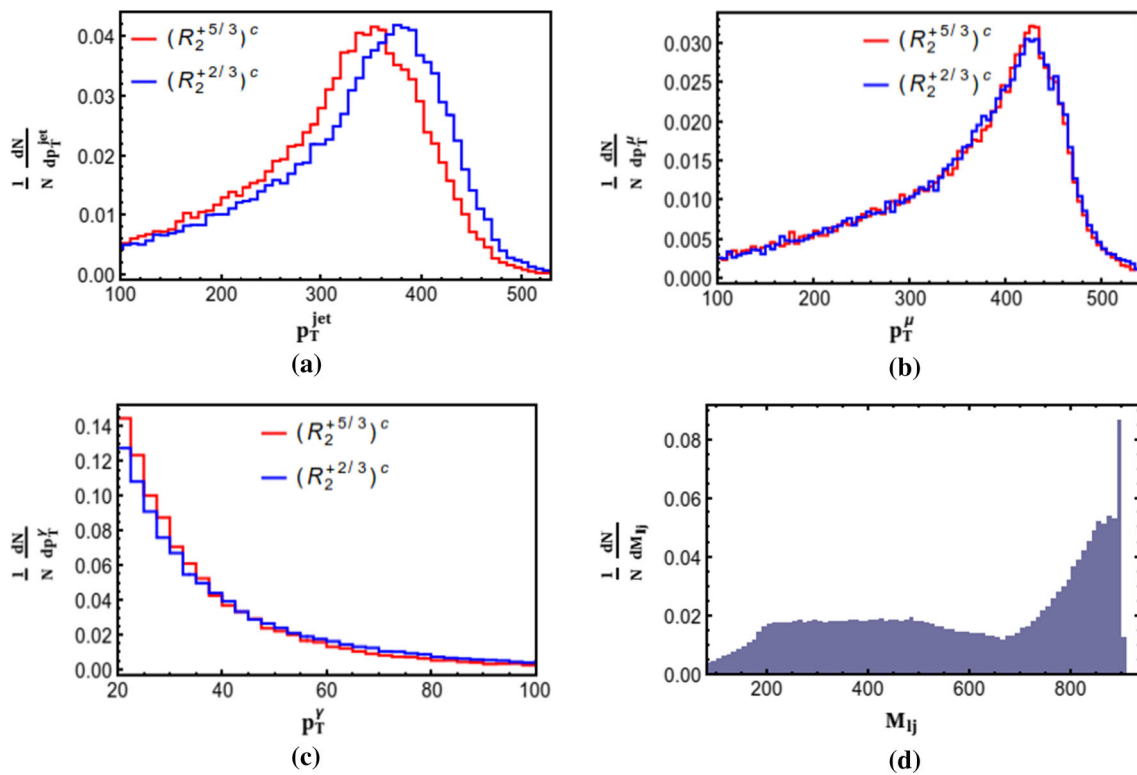 0.04
0.03
0.02
0.01
0.00
(R_2^{+5/3})^c
(R_2^{+2/3})^c
1 dN
N dp_T^{jet}
100 200 300 400 500
p_T^{jet}
(a)
0.030
0.025
0.020
0.015
0.010
0.005
0.000
(R_2^{+5/3})^c
(R_2^{+2/3})^c
1 dN
N dp_T^μ
100 200 300 400 500
p_T^μ
(b)
0.14
0.12
0.10
0.08
0.06
0.04
0.02
0.00
(R_2^{+5/3})^c
(R_2^{+2/3})^c
1 dN
N dp_T^γ
20 40 60 80 100
p_T^γ
(c)
0.08
0.06
0.04
0.02
0.00
1 dN
N dM_{lj}
200 400 600 800
M_{lj}
(d)